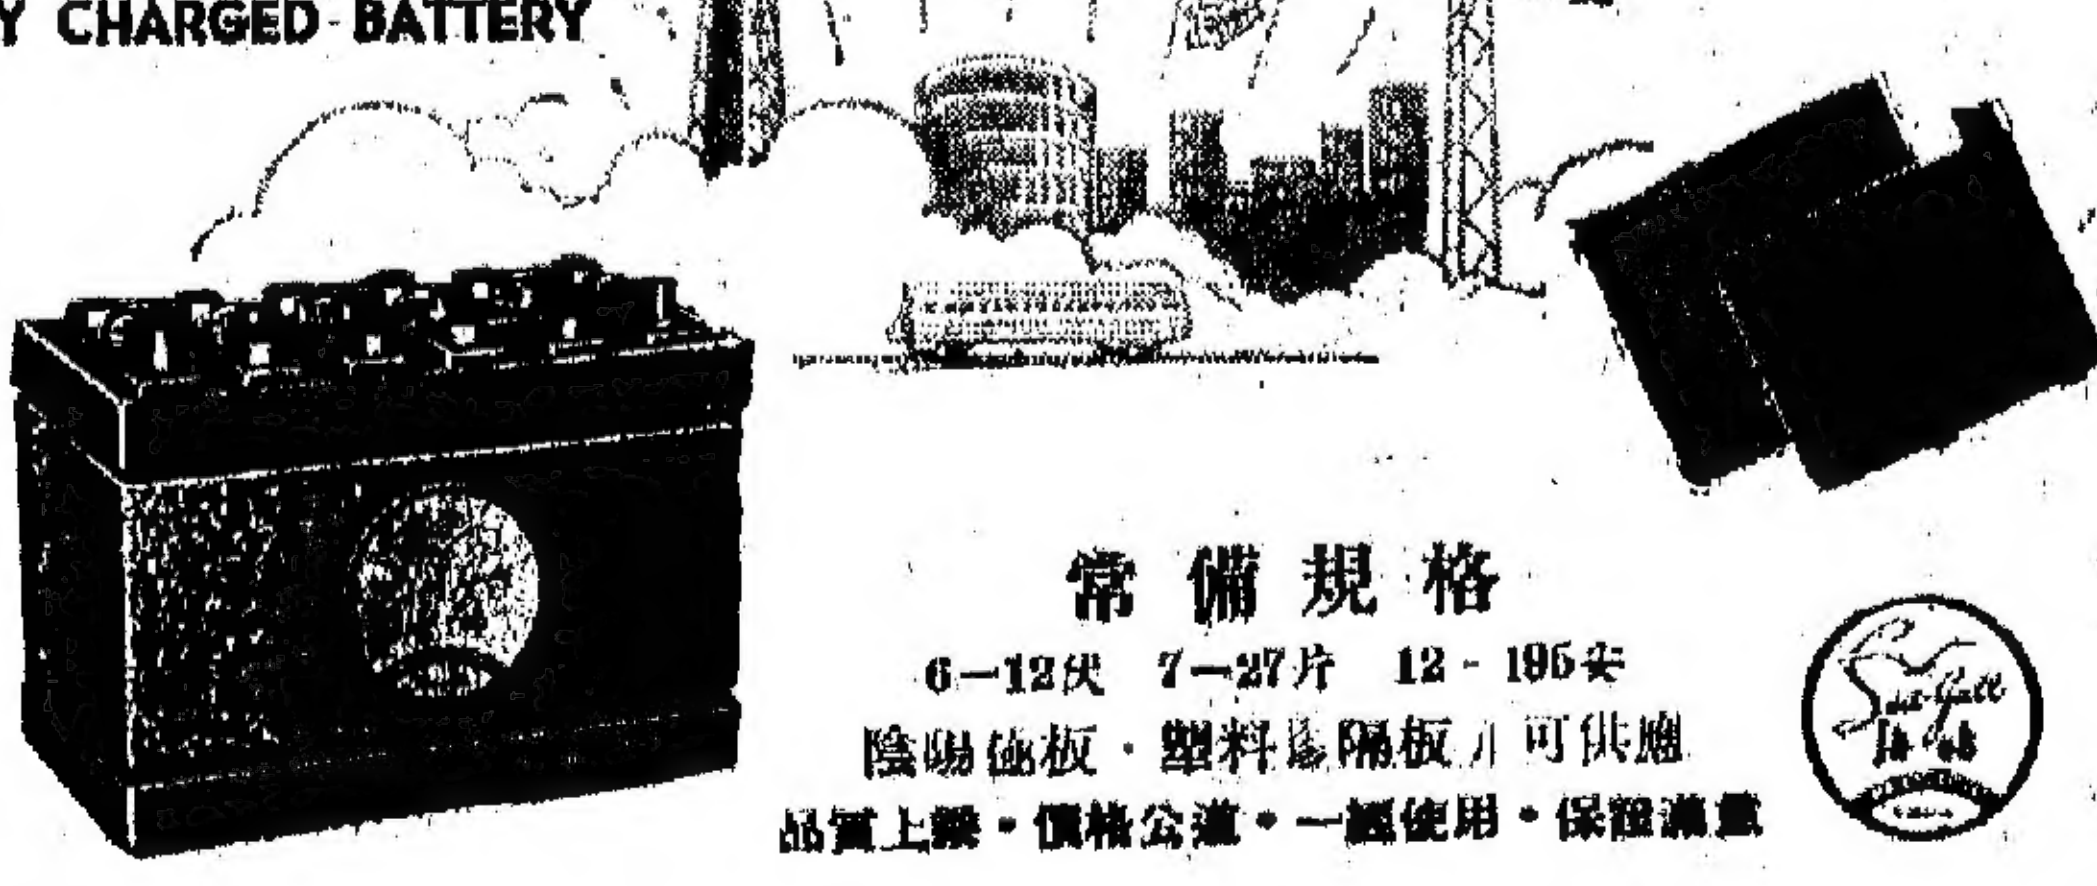 Y CHARGED BATTERY
常備規格
6—12伏 7—27片 12-195安
陰陽極板·塑料 隔板 可供應
品質上 ·價格公道·一經使用·保證滿意
Sea-Gull